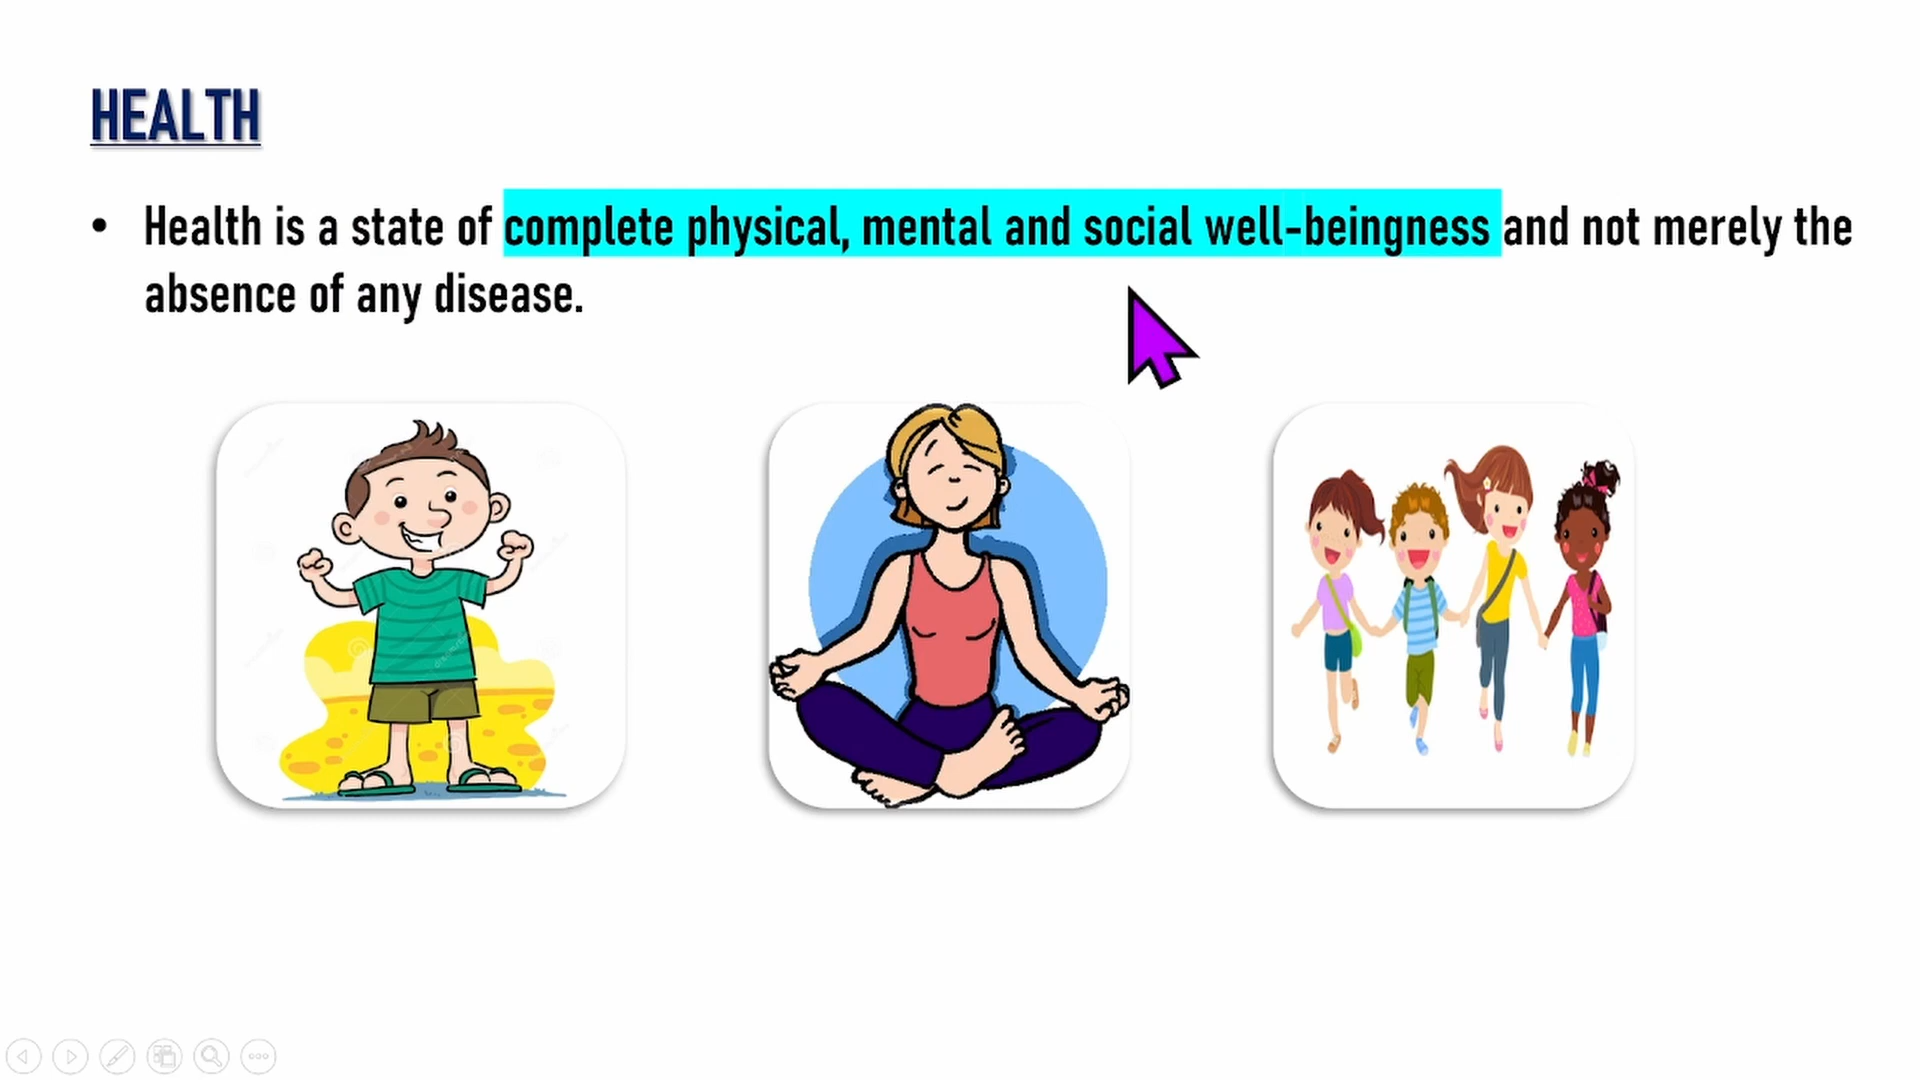 HEALTH
• Health is a state of complete physical, mental and social well-beingness and not merely the
absence of any disease.